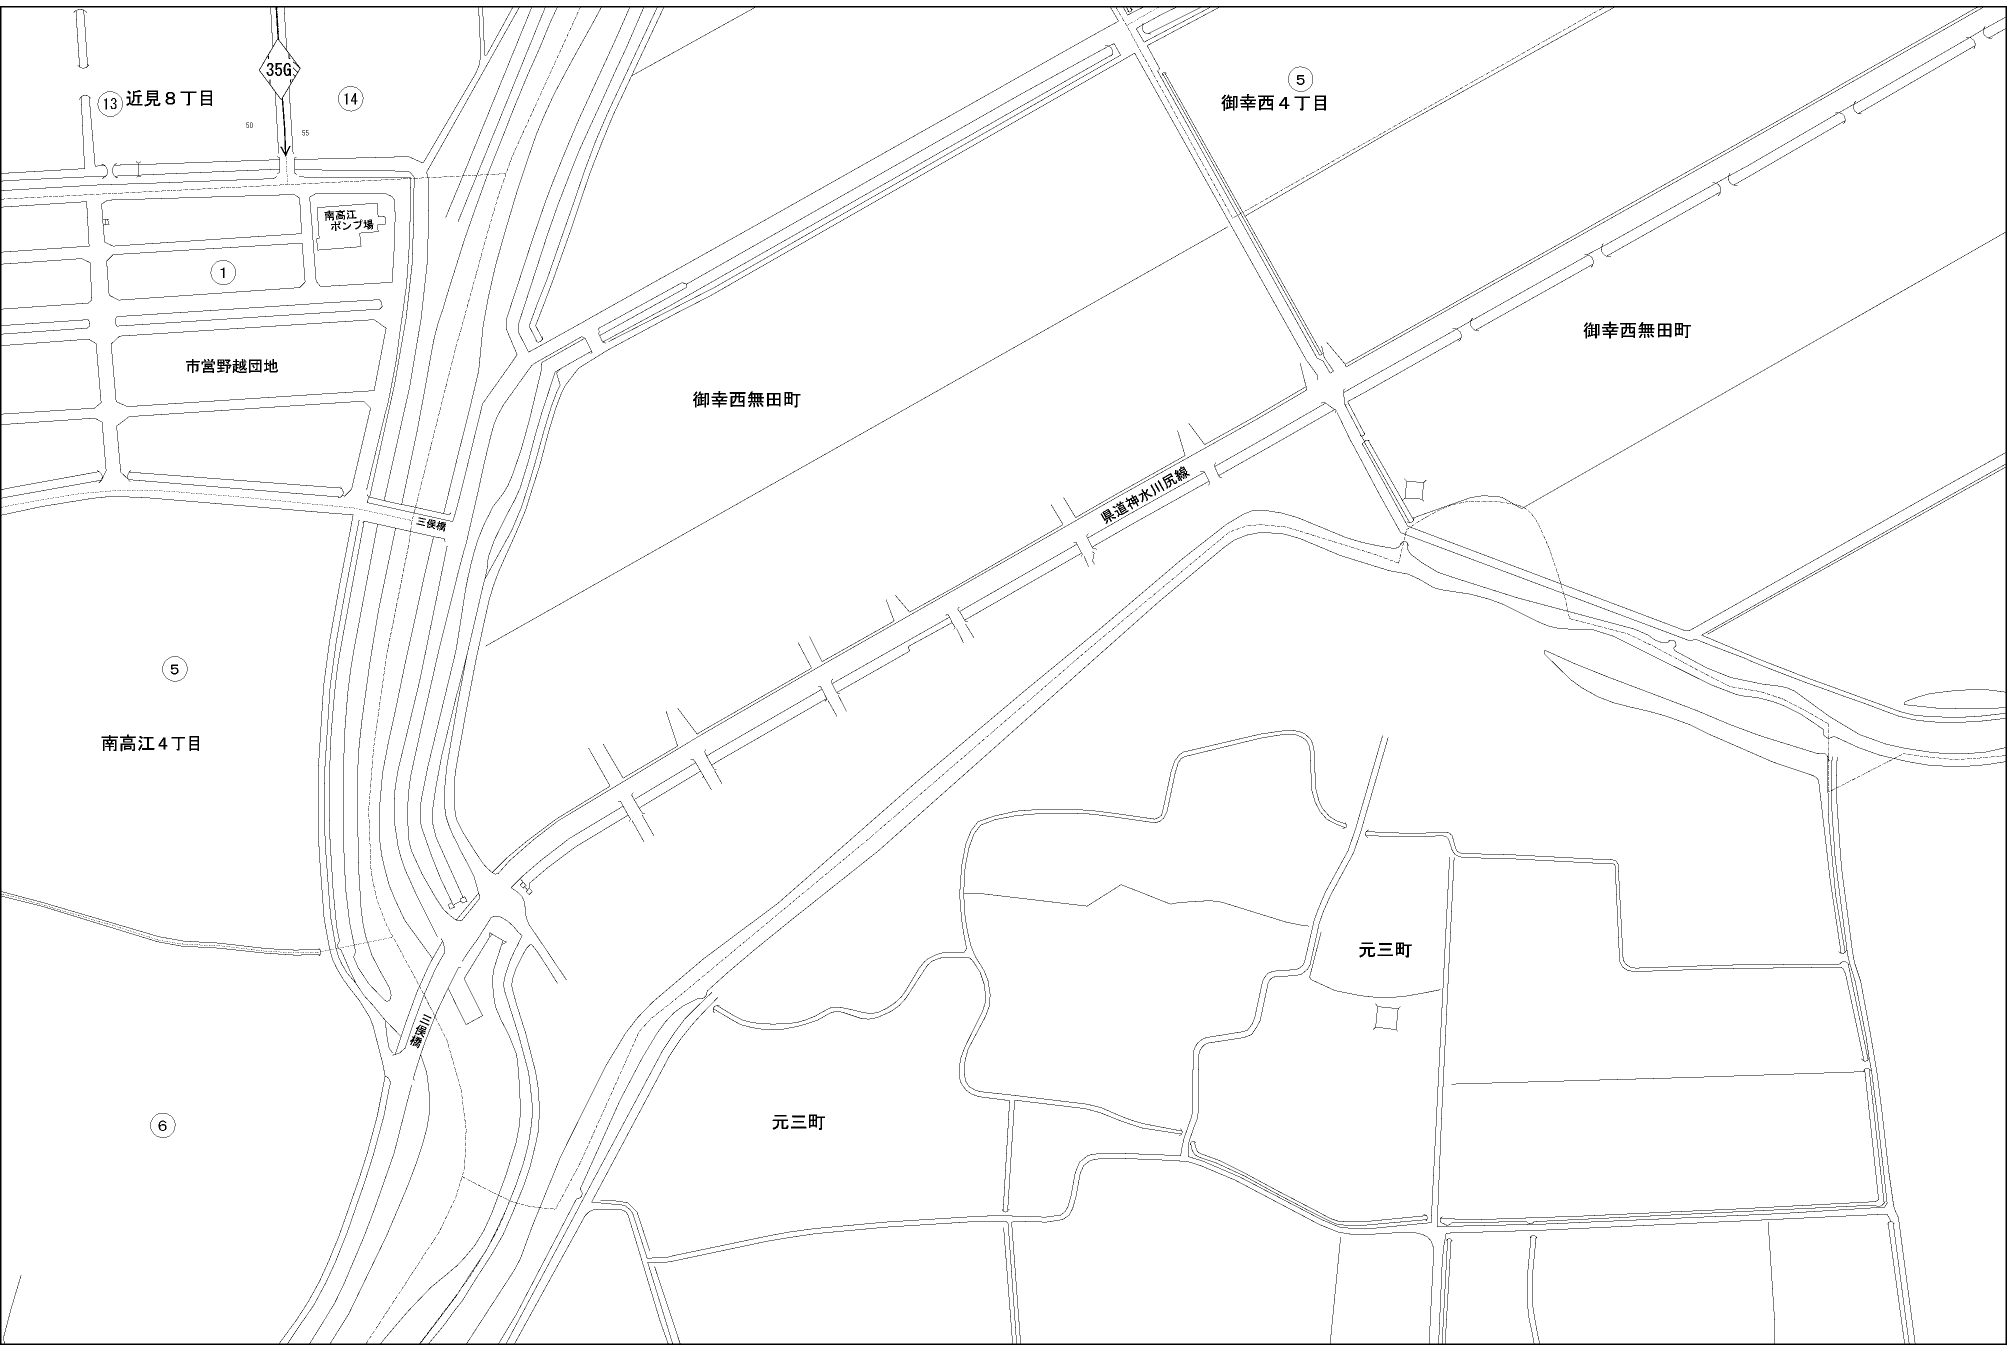 35G
⑬ 近見８丁目
⑭
50
55
⑤
御幸西４丁目
南高江
ポンプ場
①
市営野越団地
御幸西無田町
御幸西無田町
県道神水川尻線
三俣橋
⑤
南高江４丁目
元三町
三俣橋
⑥
元三町